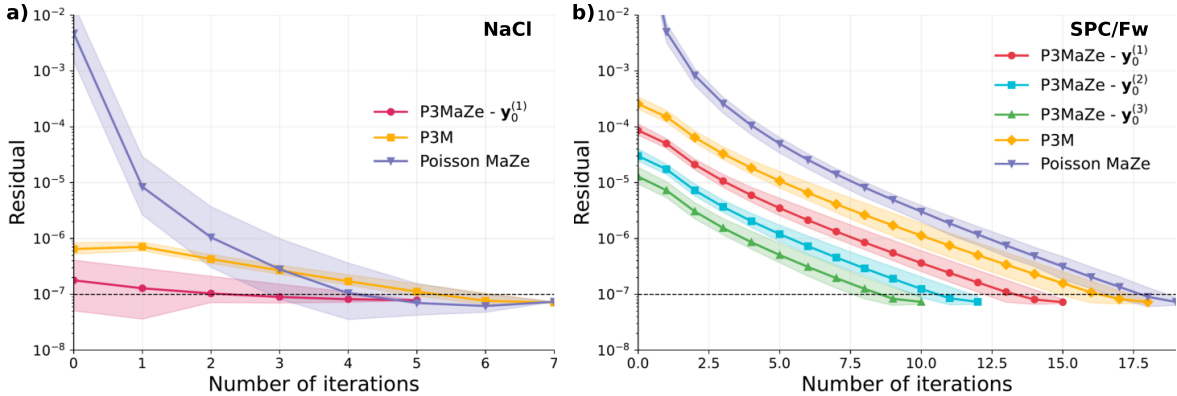 a)
NaCl
10⁻²
10⁻³
10⁻⁴
10⁻⁵
10⁻⁶
10⁻⁷
10⁻⁸
Residual
P3MaZe - y₀⁽¹⁾
P3M
Poisson MaZe
0 1 2 3 4 5 6 7
Number of iterations
b)
SPC/Fw
10⁻²
10⁻³
10⁻⁴
10⁻⁵
10⁻⁶
10⁻⁷
10⁻⁸
Residual
P3MaZe - y₀⁽¹⁾
P3MaZe - y₀⁽²⁾
P3MaZe - y₀⁽³⁾
P3M
Poisson MaZe
0.0 2.5 5.0 7.5 10.0 12.5 15.0 17.5
Number of iterations